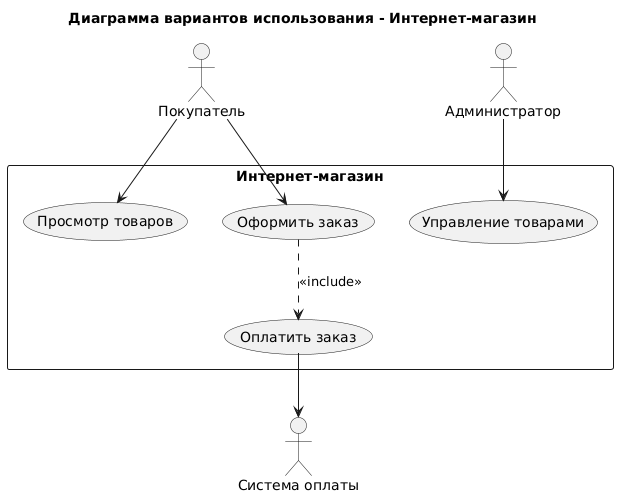 Диаграмма вариантов использования - Интернет-магазин
Покупатель
Администратор
Интернет-магазин
Просмотр товаров
Оформить заказ
Управление товарами
«include»
Оплатить заказ
Система оплаты